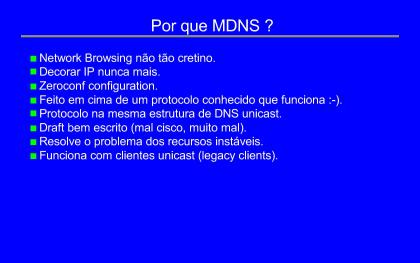 Por que MDNS ?
Network Browsing não tão cretino.
Decorar IP nunca mais.
Zeroconf configuration.
Feito em cima de um protocolo conhecido que funciona :-).
Protocolo na mesma estrutura de DNS unicast.
Draft bem escrito (mal cisco, muito mal).
Resolve o problema dos recursos instáveis.
Funciona com clientes unicast (legacy clients).